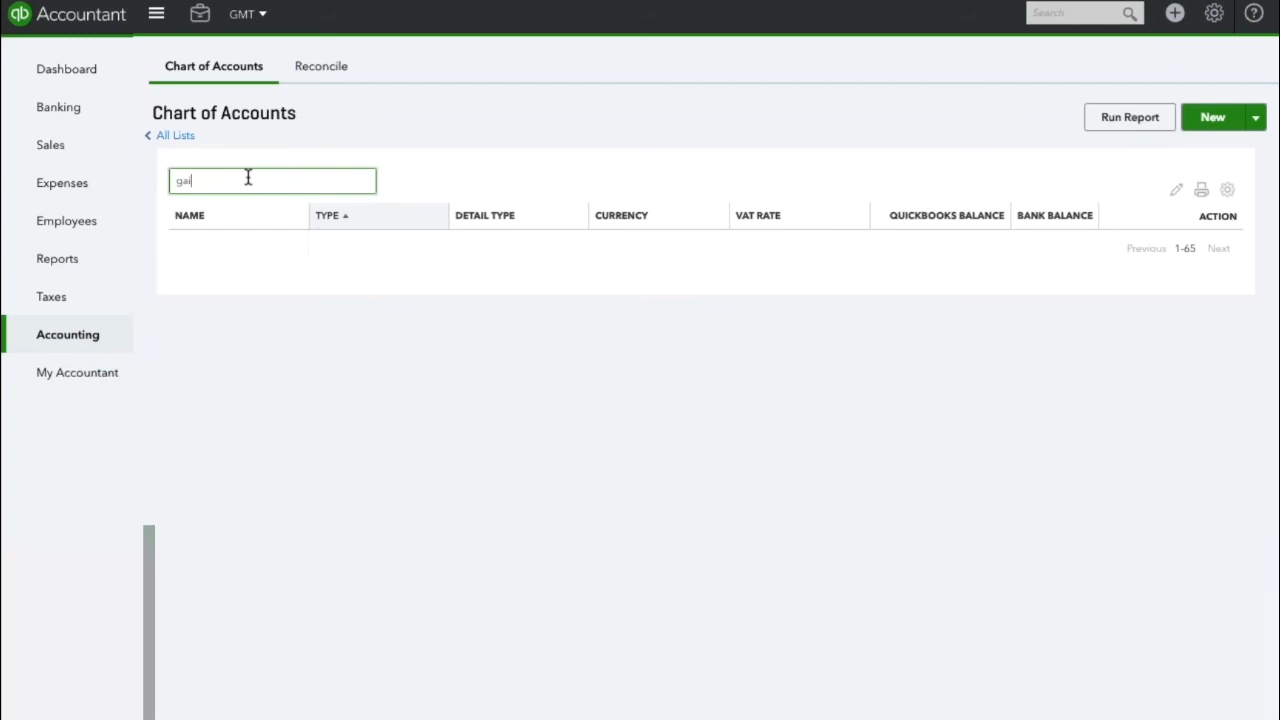 qb Accountant GMT Search
Dashboard
Banking
Sales
Expenses
Employees
Reports
Taxes
Accounting
My Accountant
Chart of Accounts Reconcile
Chart of Accounts
All Lists
Run Report New
gai
NAME TYPE DETAIL TYPE CURRENCY VAT RATE QUICKBOOKS BALANCE BANK BALANCE ACTION
Previous 1-65 Next